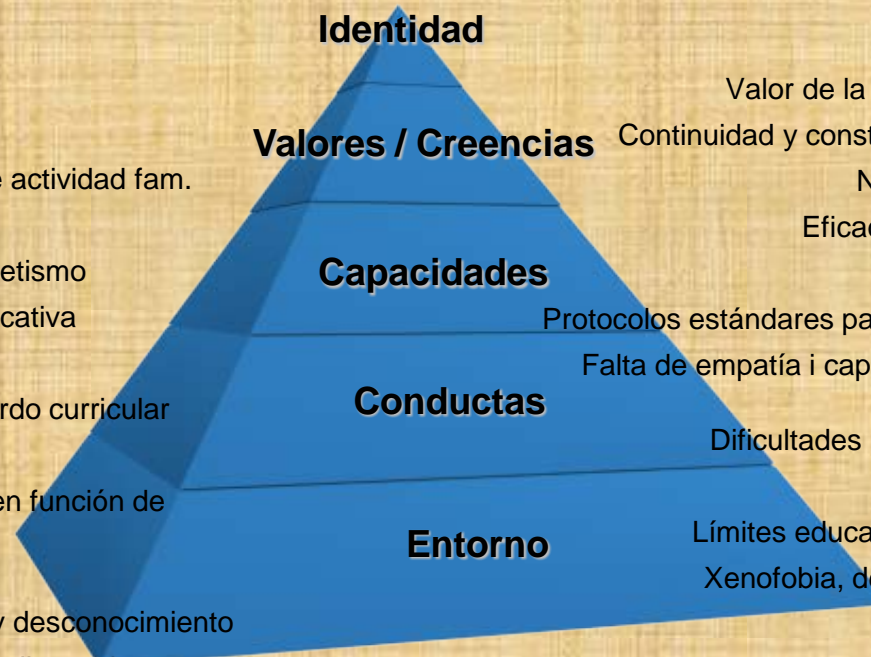 Identidad
Valor de la
Valores / Creencias
Continuidad y const
e actividad fam.
N
Eficac
etismo
Capacidades
cativa
Protocolos estándares pa
Falta de empatía i cap
rdo curricular
Conductas
Dificultades
en función de
Entorno
Límites educa
Xenofobia, de
y desconocimiento